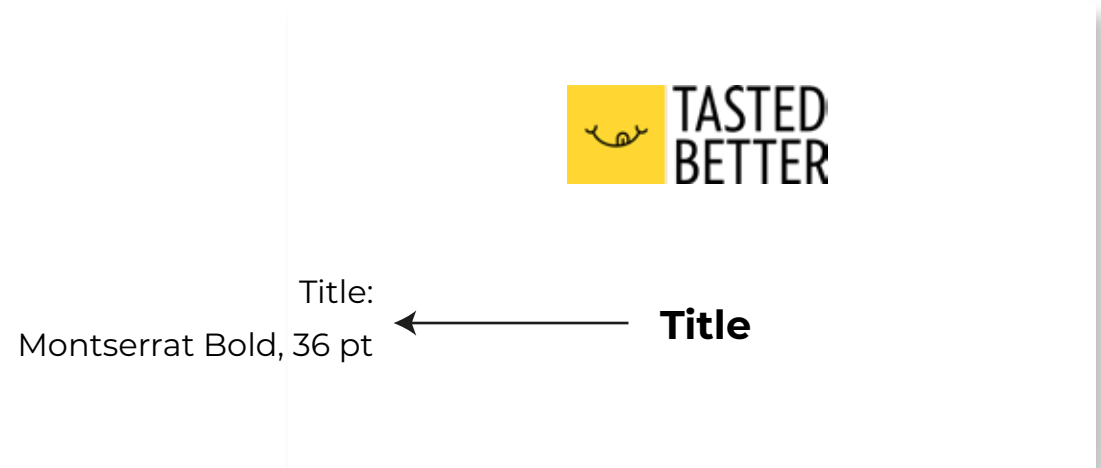 TASTED
BETTER
Title:
Montserrat Bold, 36 pt
Title